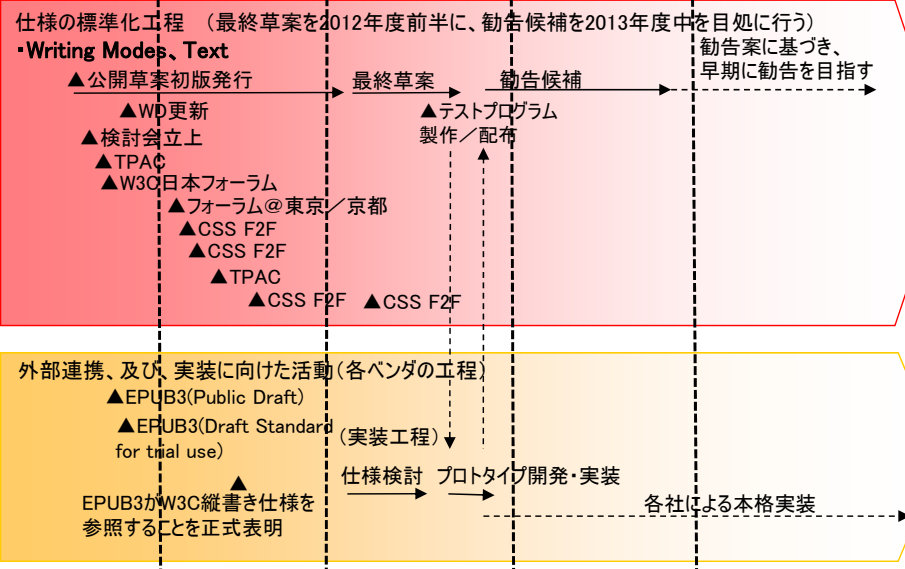 仕様の標準化工程 （最終草案を2012年度前半に、勧告候補を2013年度中を目処に行う）
・Writing Modes、Text
勧告案に基づき、
早期に勧告を目指す
▲公開草案初版発行
最終草案
勧告候補
▲WD更新
▲テストプログラム
製作／配布
▲検討会立上
▲TPAC
▲W3C日本フォーラム
▲フォーラム＠東京／京都
▲CSS F2F
▲CSS F2F
▲TPAC
▲CSS F2F
▲CSS F2F
外部連携、及び、実装に向けた活動（各ベンダの工程）
▲EPUB3(Public Draft)
▲EPUB3(Draft Standard
for trial use)
（実装工程）
▲
EPUB3がW3C縦書き仕様を
参照することを正式表明
仕様検討
プロトタイプ開発・実装
各社による本格実装